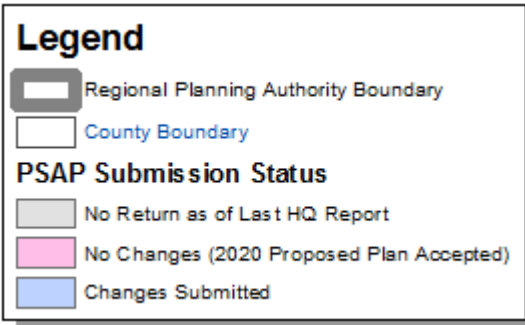 Legend
Regional Planning Authority Boundary
County Boundary
PSAP Submission Status
No Return as of Last HQ Report
No Changes (2020 Proposed Plan Accepted)
Changes Submitted